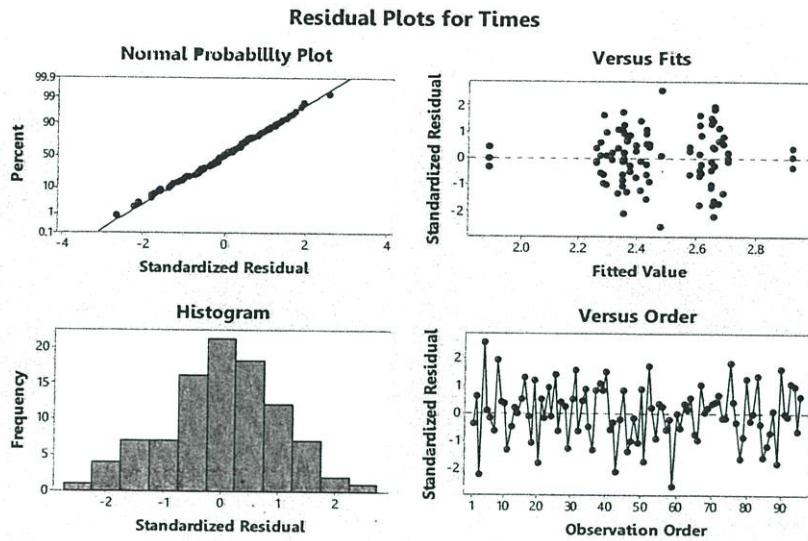 Residual Plots for Times
Normal Probability Plot
99.9
99
90
50
10
1
0.1
Percent
-4 -2 0 2 4
Standardized Residual
Versus Fits
2
1
0
-1
-2
Standardized Residual
2.0 2.2 2.4 2.6 2.8
Fitted Value
Histogram
20
15
10
5
0
Frequency
-2 -1 0 1 2
Standardized Residual
Versus Order
2
1
0
-1
-2
Standardized Residual
1 10 20 30 40 50 60 70 80 90
Observation Order